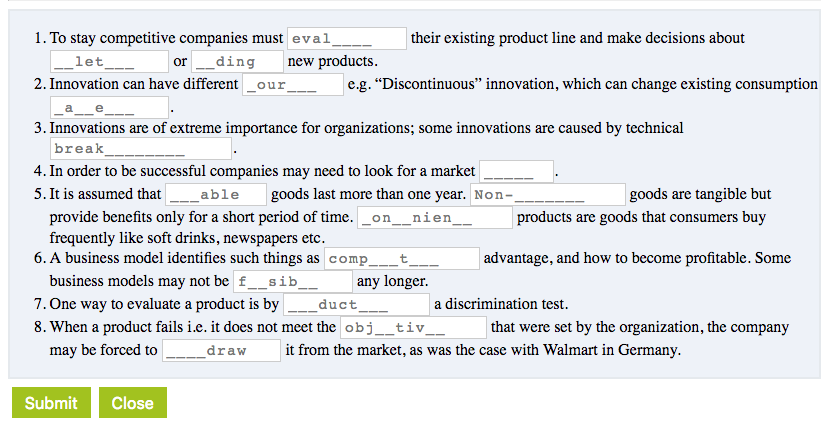 1. To stay competitive companies must eval____ their existing product line and make decisions about
__let___ or __ding new products.
2. Innovation can have different _our___ e.g. “Discontinuous” innovation, which can change existing consumption
_a__e___ .
3. Innovations are of extreme importance for organizations; some innovations are caused by technical
break________ .
4. In order to be successful companies may need to look for a market _____ .
5. It is assumed that ___able goods last more than one year. Non-_______ goods are tangible but
provide benefits only for a short period of time. _on__nien__ products are goods that consumers buy
frequently like soft drinks, newspapers etc.
6. A business model identifies such things as comp___t___ advantage, and how to become profitable. Some
business models may not be f__sib__ any longer.
7. One way to evaluate a product is by ___duct___ a discrimination test.
8. When a product fails i.e. it does not meet the obj__tiv__ that were set by the organization, the company
may be forced to ____draw it from the market, as was the case with Walmart in Germany.
Submit Close